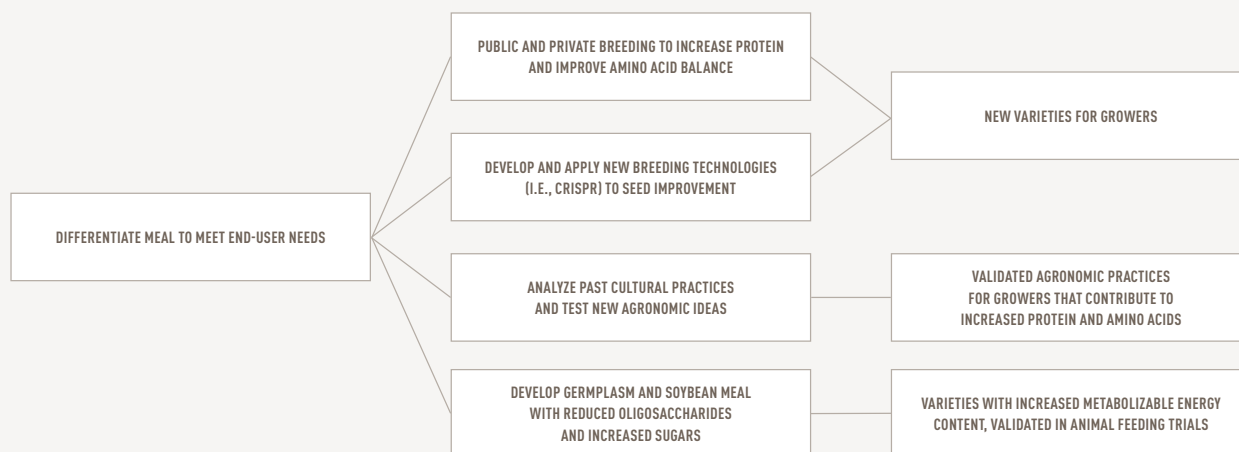 DIFFERENTIATE MEAL TO MEET END-USER NEEDS
PUBLIC AND PRIVATE BREEDING TO INCREASE PROTEIN
AND IMPROVE AMINO ACID BALANCE
DEVELOP AND APPLY NEW BREEDING TECHNOLOGIES
(I.E., CRISPR) TO SEED IMPROVEMENT
ANALYZE PAST CULTURAL PRACTICES
AND TEST NEW AGRONOMIC IDEAS
DEVELOP GERMPLASM AND SOYBEAN MEAL
WITH REDUCED OLIGOSACCHARIDES
AND INCREASED SUGARS
NEW VARIETIES FOR GROWERS
VALIDATED AGRONOMIC PRACTICES
FOR GROWERS THAT CONTRIBUTE TO
INCREASED PROTEIN AND AMINO ACIDS
VARIETIES WITH INCREASED METABOLIZABLE ENERGY
CONTENT, VALIDATED IN ANIMAL FEEDING TRIALS